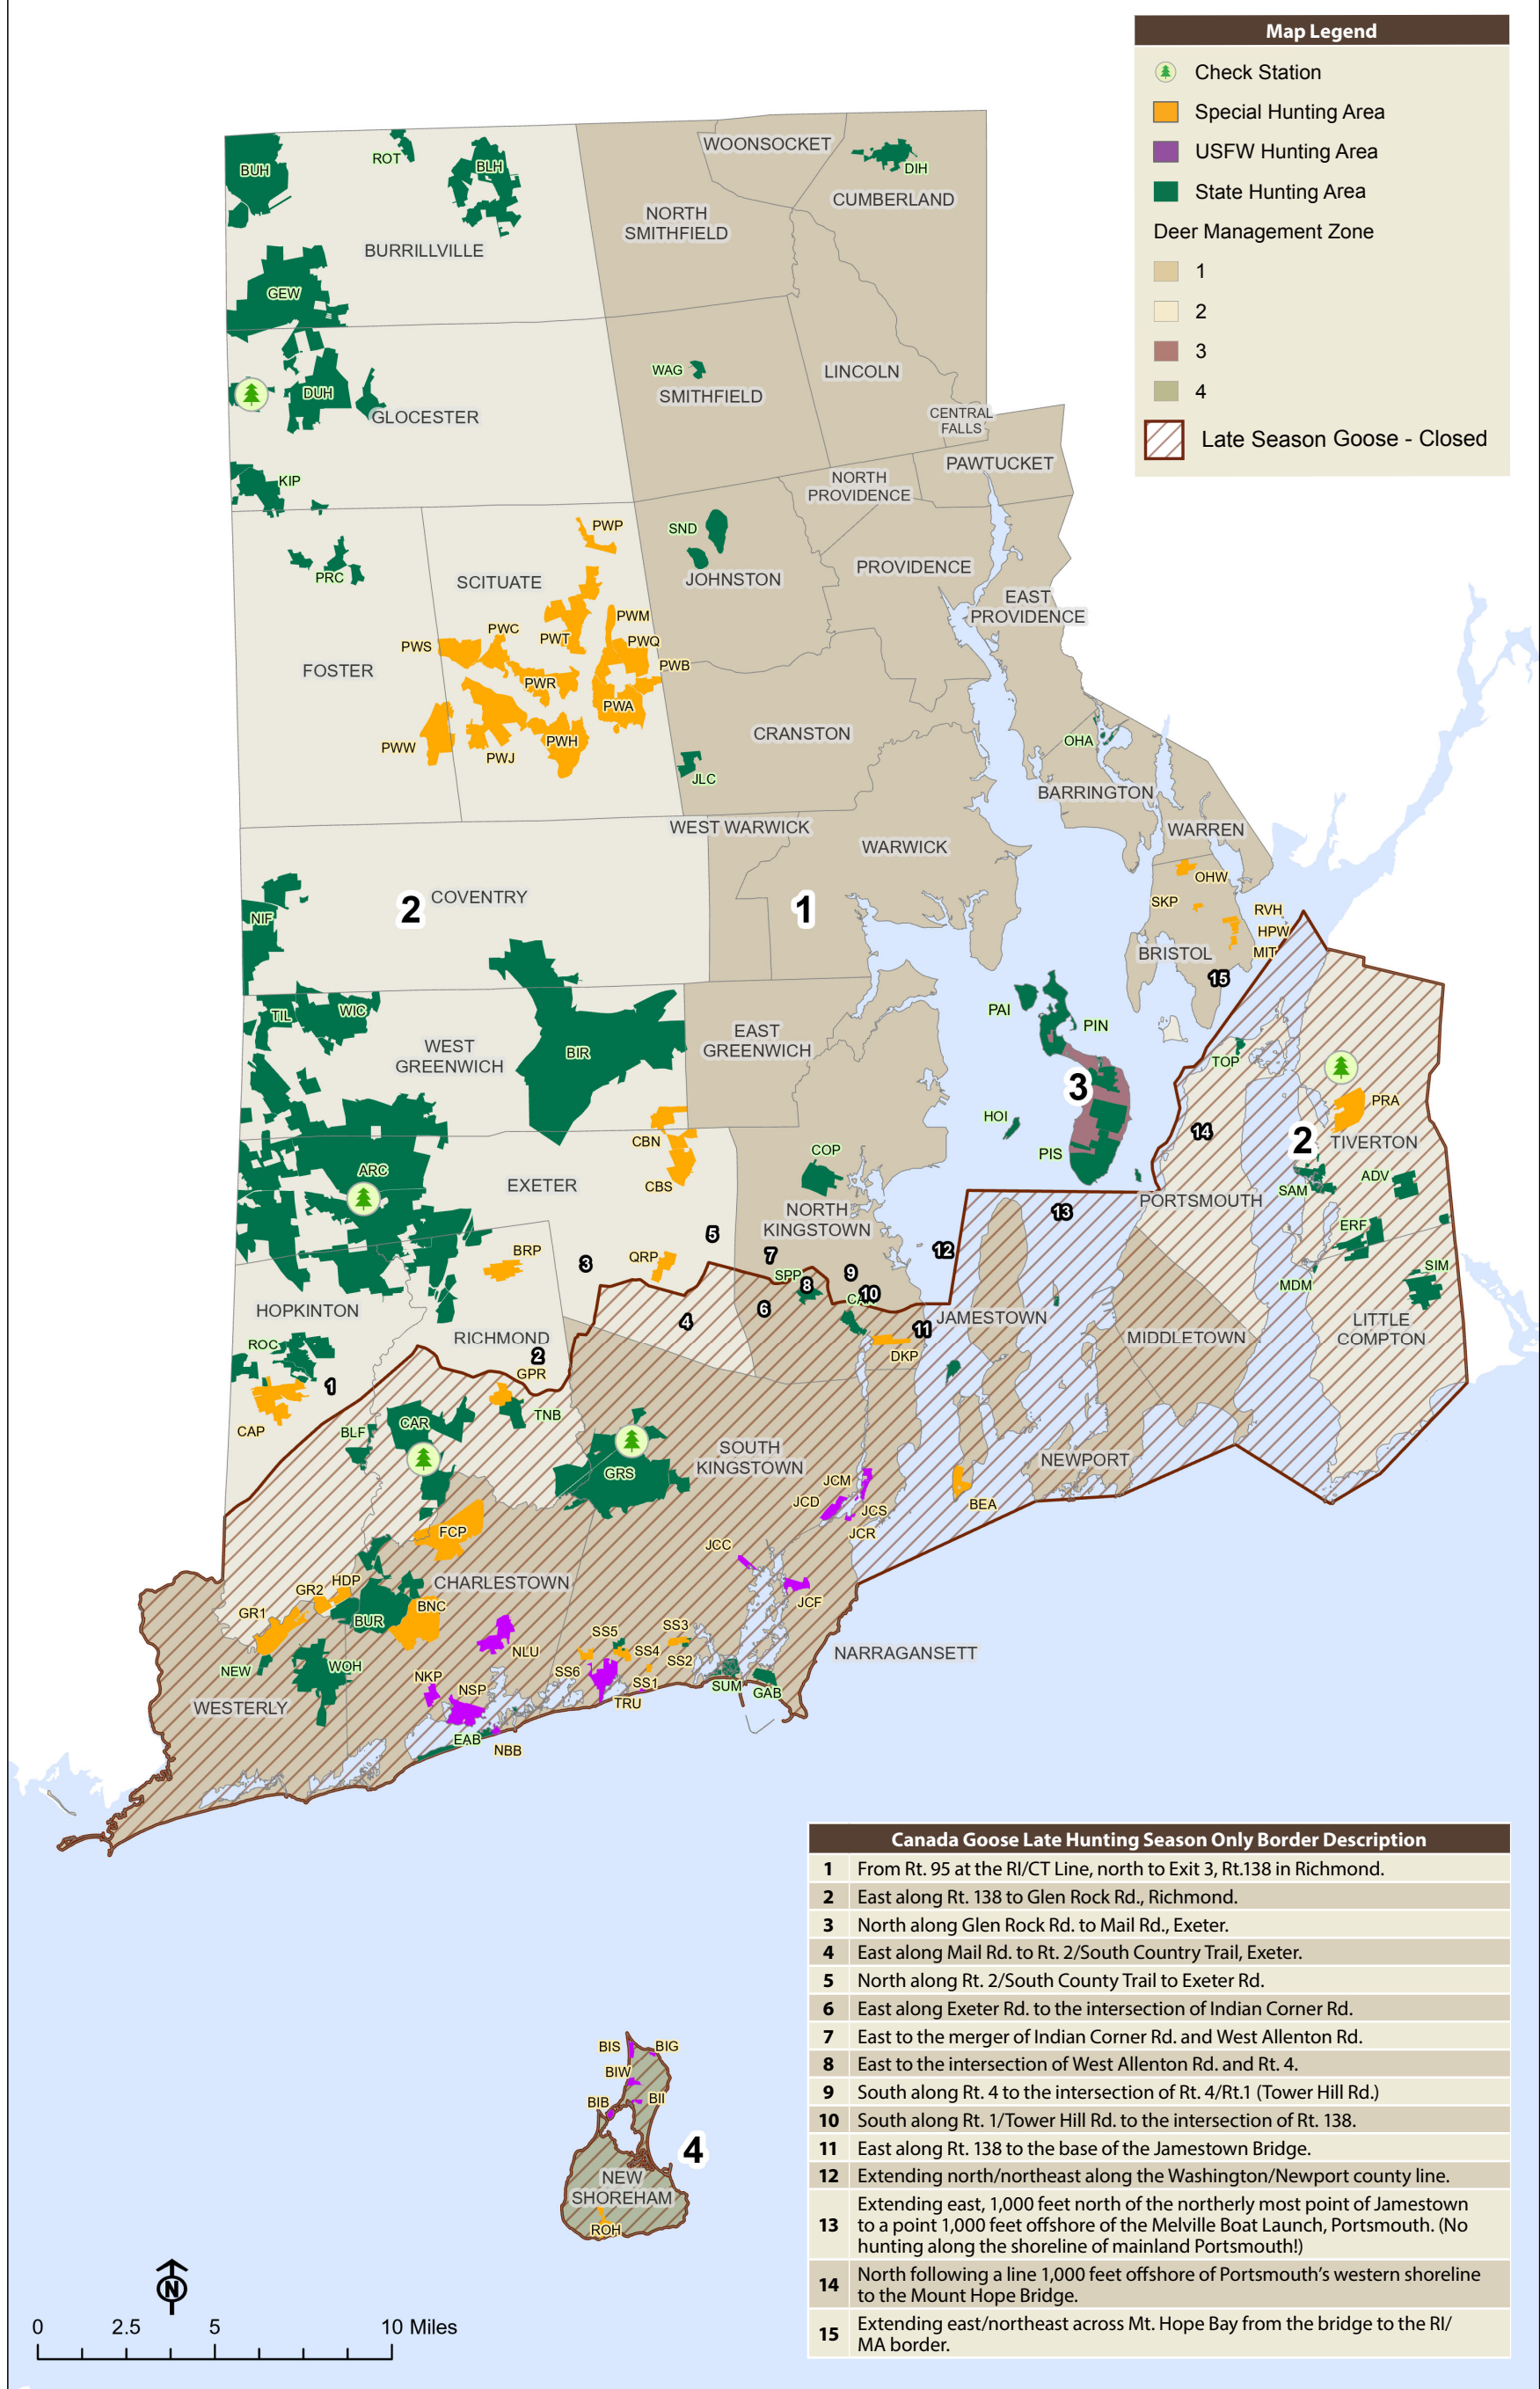 Map Legend
Check Station
Special Hunting Area
USFW Hunting Area
State Hunting Area
Deer Management Zone
1
2
3
4
Late Season Goose - Closed
BUH
ROT
BLH
BURRILLVILLE
GEW
WOONSOCKET
DIH
CUMBERLAND
NORTH
SMITHFIELD
DUH
GLOCESTER
KIP
WAG
SMITHFIELD
LINCOLN
CENTRAL
FALLS
PAWTUCKET
NORTH
PROVIDENCE
PRC
PWP
SCITUATE
SND
JOHNSTON
PROVIDENCE
EAST
PROVIDENCE
PWM
PWC
PWT
PWQ
PWS
PWB
FOSTER
PWR
PWA
PWW
PWJ
PWH
CRANSTON
JLC
OHA
BARRINGTON
WEST WARWICK
WARWICK
WARREN
COVENTRY
2
1
NIF
OHW
SKP
RVH
HPW
MIT
BRISTOL
15
TIL
WIC
WEST
GREENWICH
BIR
EAST
GREENWICH
PAI
PIN
3
HOI
PIS
TOP
14
2
PRA
TIVERTON
CBN
CBS
COP
ARC
EXETER
NORTH
KINGSTOWN
PORTSMOUTH
SAM
ADV
ERF
SIM
MDM
LITTLE
COMPTON
5
3
7
12
13
BRP
QRP
SPP
8
9
10
6
4
11
DKP
JAMESTOWN
MIDDLETOWN
HOPKINTON
RICHMOND
ROC
2
GPR
1
CAP
BLF
CAR
TNB
GRS
SOUTH
KINGSTOWN
NEWPORT
JCM
JCD
JCS
JCR
BEA
FCP
JCC
JCF
CHARLESTOWN
HDP
GR2
GR1
BUR
BNC
NLU
SS5
SS3
SS4
SS2
SS6
SS1
NEW
WOH
NKP
NSP
TRU
SUM
GAB
NARRAGANSETT
WESTERLY
EAB
NBB
BIS
BIG
BIW
BIB
BII
4
NEW
SHOREHAM
ROH
N
0 2.5 5 10 Miles
Canada Goose Late Hunting Season Only Border Description
1 From Rt. 95 at the RI/CT Line, north to Exit 3, Rt.138 in Richmond.
2 East along Rt. 138 to Glen Rock Rd., Richmond.
3 North along Glen Rock Rd. to Mail Rd., Exeter.
4 East along Mail Rd. to Rt. 2/South Country Trail, Exeter.
5 North along Rt. 2/South County Trail to Exeter Rd.
6 East along Exeter Rd. to the intersection of Indian Corner Rd.
7 East to the merger of Indian Corner Rd. and West Allenton Rd.
8 East to the intersection of West Allenton Rd. and Rt. 4.
9 South along Rt. 4 to the intersection of Rt. 4/Rt.1 (Tower Hill Rd.)
10 South along Rt. 1/Tower Hill Rd. to the intersection of Rt. 138.
11 East along Rt. 138 to the base of the Jamestown Bridge.
12 Extending north/northeast along the Washington/Newport county line.
13 Extending east, 1,000 feet north of the northerly most point of Jamestown
to a point 1,000 feet offshore of the Melville Boat Launch, Portsmouth. (No
hunting along the shoreline of mainland Portsmouth!)
14 North following a line 1,000 feet offshore of Portsmouth's western shoreline
to the Mount Hope Bridge.
15 Extending east/northeast across Mt. Hope Bay from the bridge to the RI/
MA border.